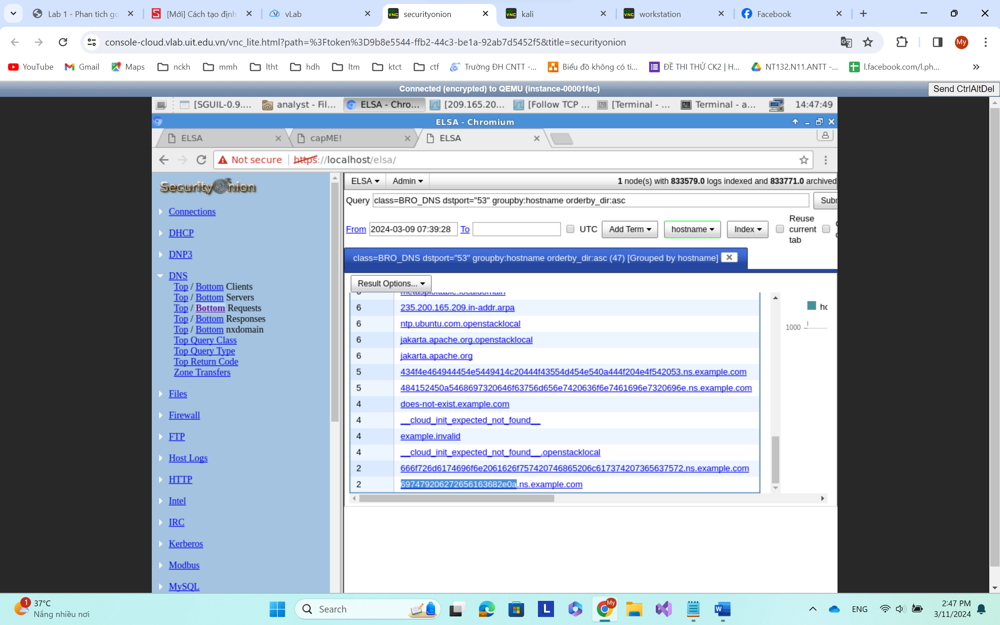 Lab 1 - Phan tich go
[Mới] Cách tạo định
vLab
securityonion
kali
workstation
Facebook
console-cloud.vlab.uit.edu.vn/vnc_lite.html?path=%3Ftoken%3D9b8e5544-ffb2-44c3-be1a-92ab7d5452f5&title=securityonion
My
YouTube
Gmail
Maps
nckh
mmh
ltht
hdh
ltm
ktct
ctf
Trường ĐH CNTT -...
Biểu đồ không có ti...
ĐỀ THI THỬ CK2 | H...
NT132.N11.ANTT -...
l.facebook.com/l.ph...
Connected (encrypted) to QEMU (instance-00001fec)
Send CtrlAltDel
[SGUIL-0.9....
analyst - Fil...
ELSA - Chro...
[209.165.20...
[Follow TCP ...
[Terminal - ...
Terminal - a...
14:47:49
ELSA - Chromium
ELSA
capME!
ELSA
Not secure
https://localhost/elsa/
SecurityOnion
Connections
DHCP
DNP3
DNS
Top / Bottom Clients
Top / Bottom Servers
Top / Bottom Requests
Top / Bottom Responses
Top / Bottom nxdomain
Top Query Class
Top Query Type
Top Return Code
Zone Transfers
Files
Firewall
FTP
Host Logs
HTTP
Intel
IRC
Kerberos
Modbus
MySQL
ELSA
Admin
1 node(s) with 833579.0 logs indexed and 833771.0 archived
Query class=BRO_DNS dstport="53" groupby:hostname orderby_dir:asc
Subm
From 2024-03-09 07:39:28 To
UTC
Add Term
hostname
Index
Reuse current tab
class=BRO_DNS dstport="53" groupby:hostname orderby_dir:asc (47) [Grouped by hostname]
Result Options...
6 metasploitable.localdomain
6 235.200.165.209.in-addr.arpa
6 ntp.ubuntu.com.openstacklocal
6 jakarta.apache.org.openstacklocal
6 jakarta.apache.org
5 434f4e464944454e5449414c20444f43554d454e540a444f204e4f542053.ns.example.com
5 484152450a5468697320646f63756d656e7420636f6e7461696e7320696e.ns.example.com
4 does-not-exist.example.com
4 __cloud_init_expected_not_found__
4 example.invalid
4 __cloud_init_expected_not_found__.openstacklocal
2 666f726d6174696f6e2061626f757420746865206c617374207365637572.ns.example.com
2 697479206272656163682e0a.ns.example.com
hc
1000
1
37°C
Nắng nhiều nơi
Search
My
ENG
2:47 PM
3/11/2024